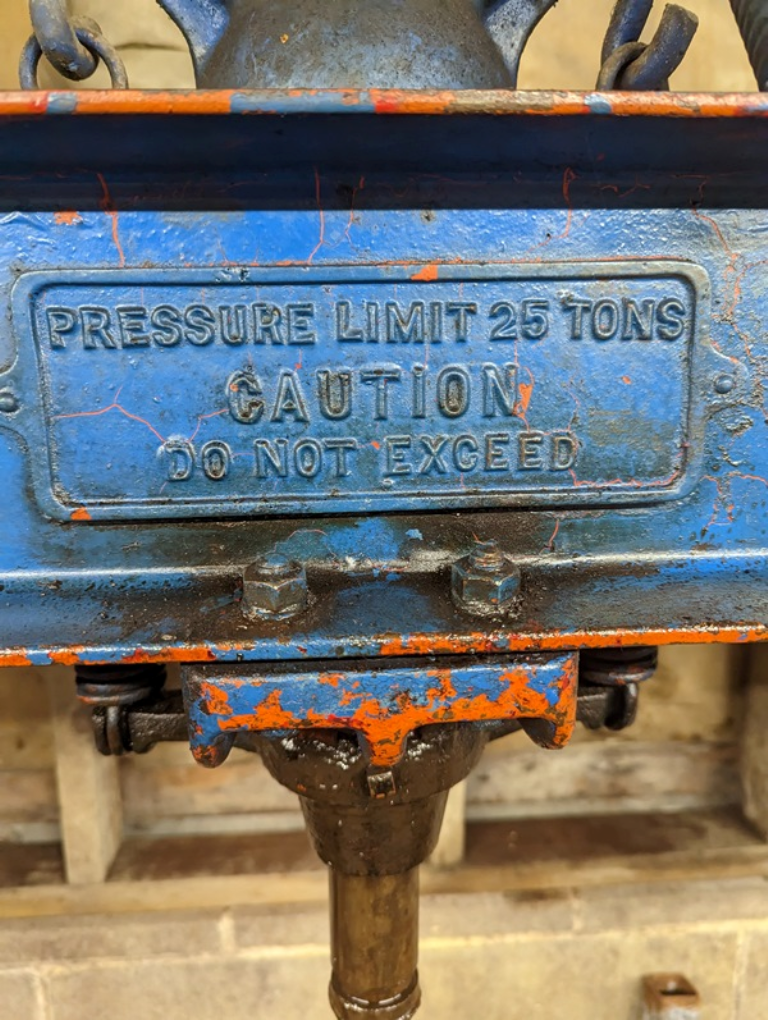 PRESSURE LIMIT 25 TONS
CAUTION
DO NOT EXCEED